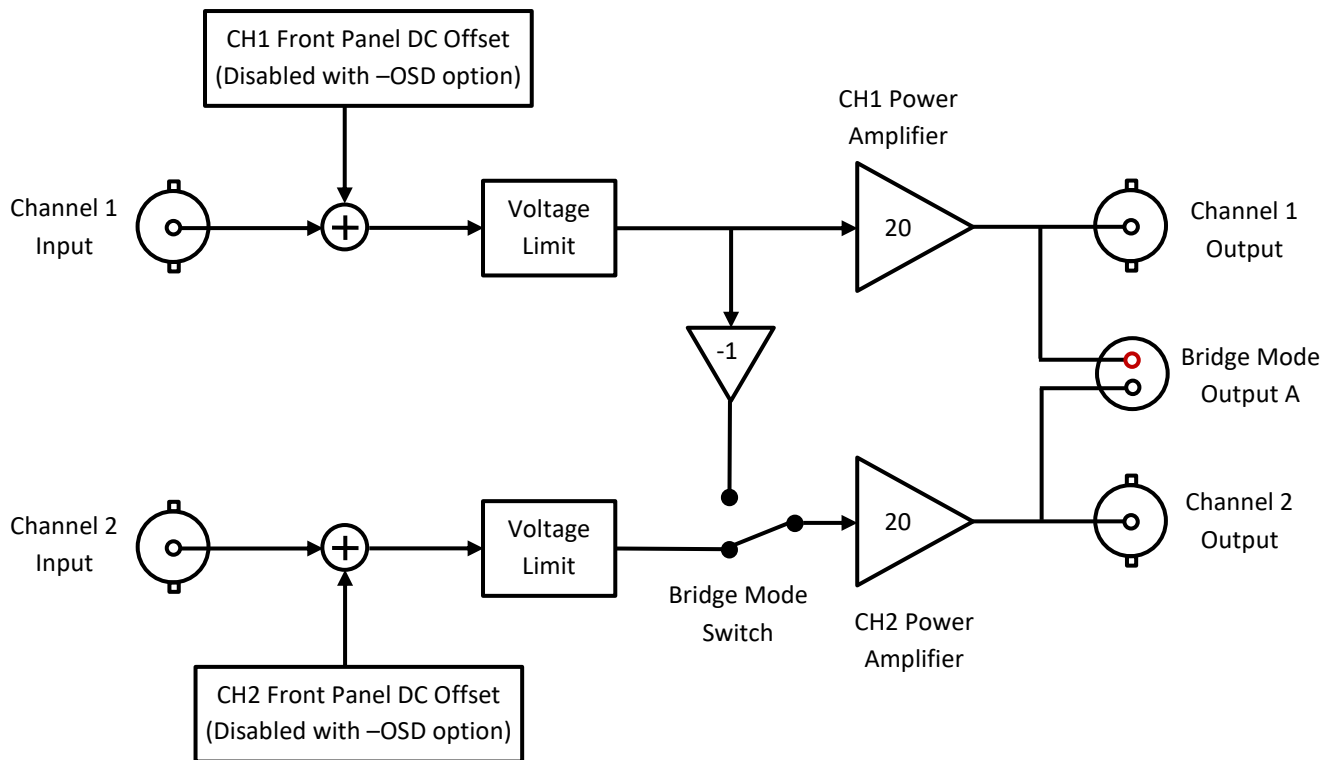 CH1 Front Panel DC Offset
(Disabled with –OSD option)
CH1 Power
Amplifier
Channel 1
Input
Voltage
Limit
20
Channel 1
Output
-1
Bridge Mode
Output A
Channel 2
Input
Voltage
Limit
20
Channel 2
Output
Bridge Mode
Switch
CH2 Power
Amplifier
CH2 Front Panel DC Offset
(Disabled with –OSD option)